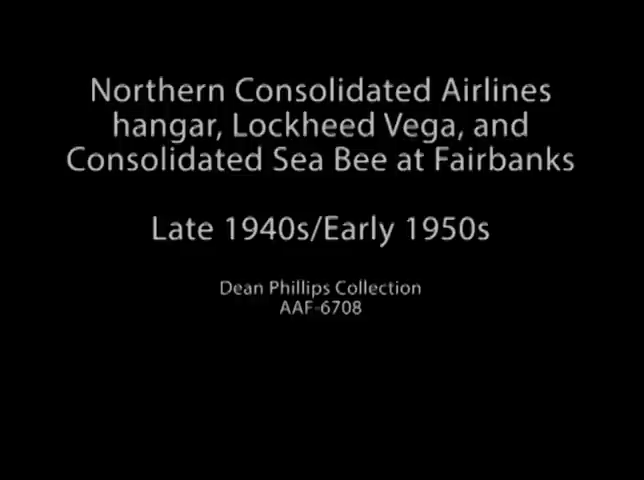 Northern Consolidated Airlines
hangar, Lockheed Vega, and
Consolidated Sea Bee at Fairbanks
Late 1940s/Early 1950s
Dean Phillips Collection
AAF-6708